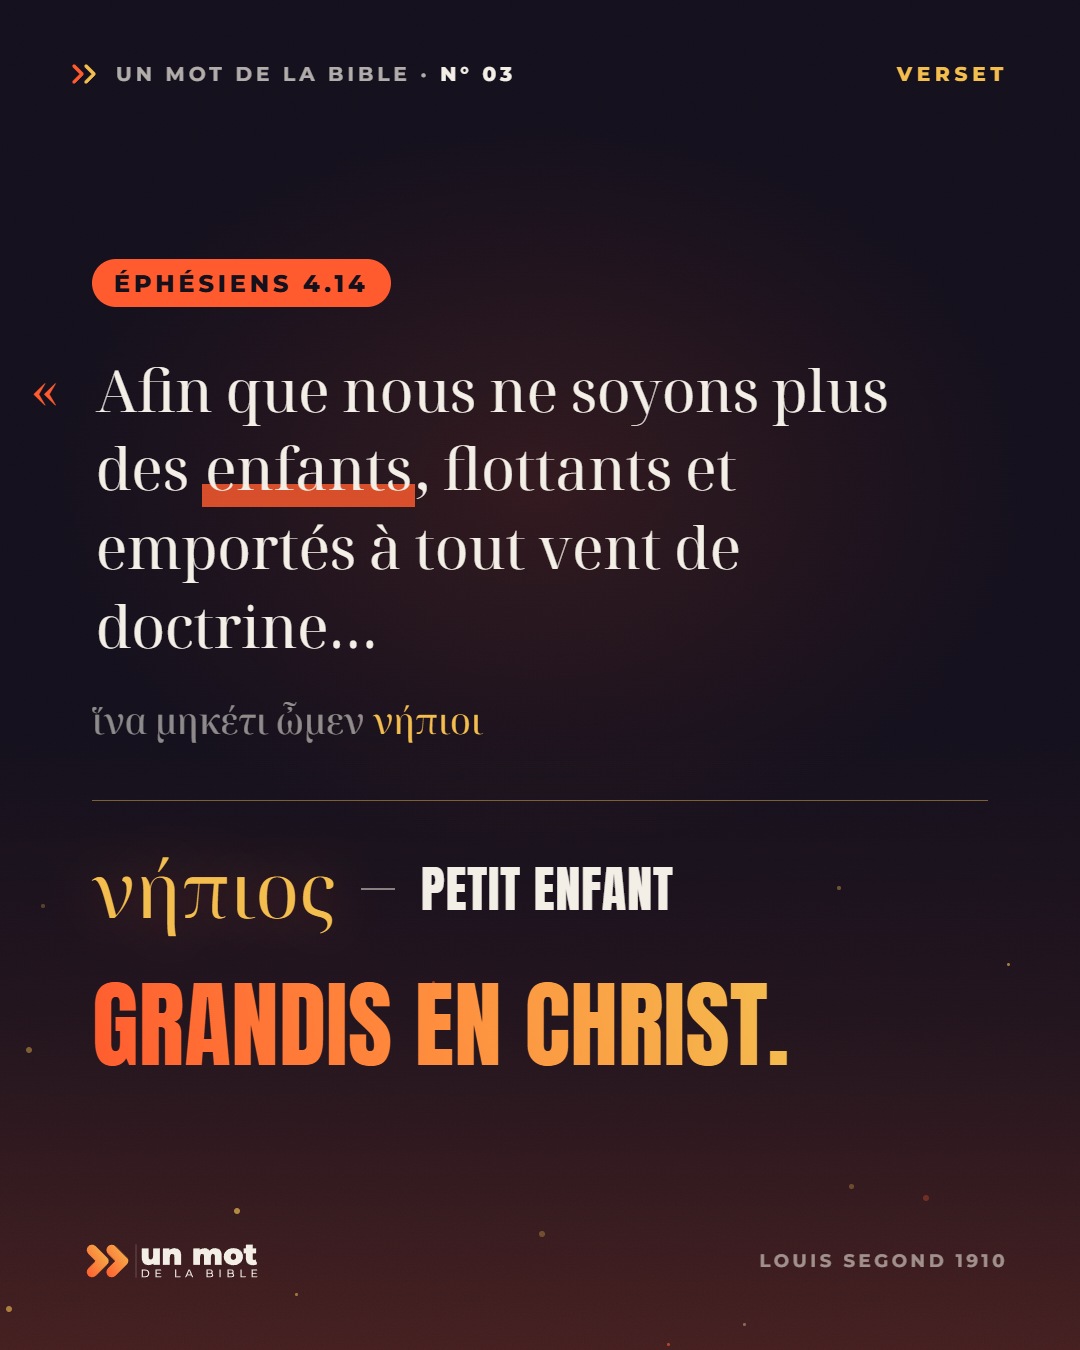 UN MOT DE LA BIBLE · N° 03
VERSET
ÉPHÉSIENS 4.14
« Afin que nous ne soyons plus
des enfants, flottants et
emportés à tout vent de
doctrine…
ἵνα μηκέτι ὦμεν νήπιοι
νήπιος — PETIT ENFANT
GRANDIS EN CHRIST.
un mot
DE LA BIBLE
LOUIS SEGOND 1910